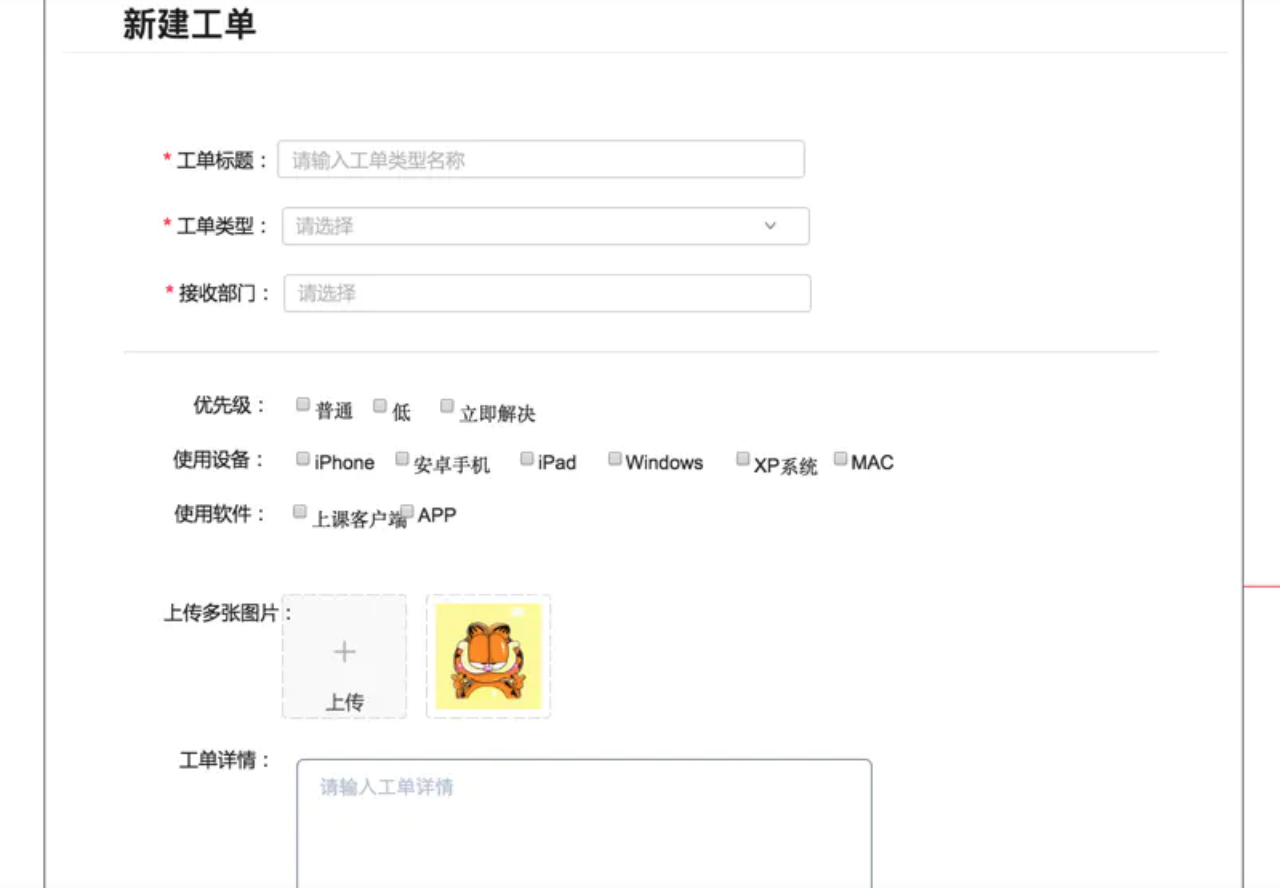 新建工单
* 工单标题： 请输入工单类型名称
* 工单类型： 请选择
* 接收部门： 请选择
优先级： 普通 低 立即解决
使用设备： iPhone 安卓手机 iPad Windows XP系统 MAC
使用软件： 上课客户端 APP
上传多张图片：
上传
工单详情： 请输入工单详情